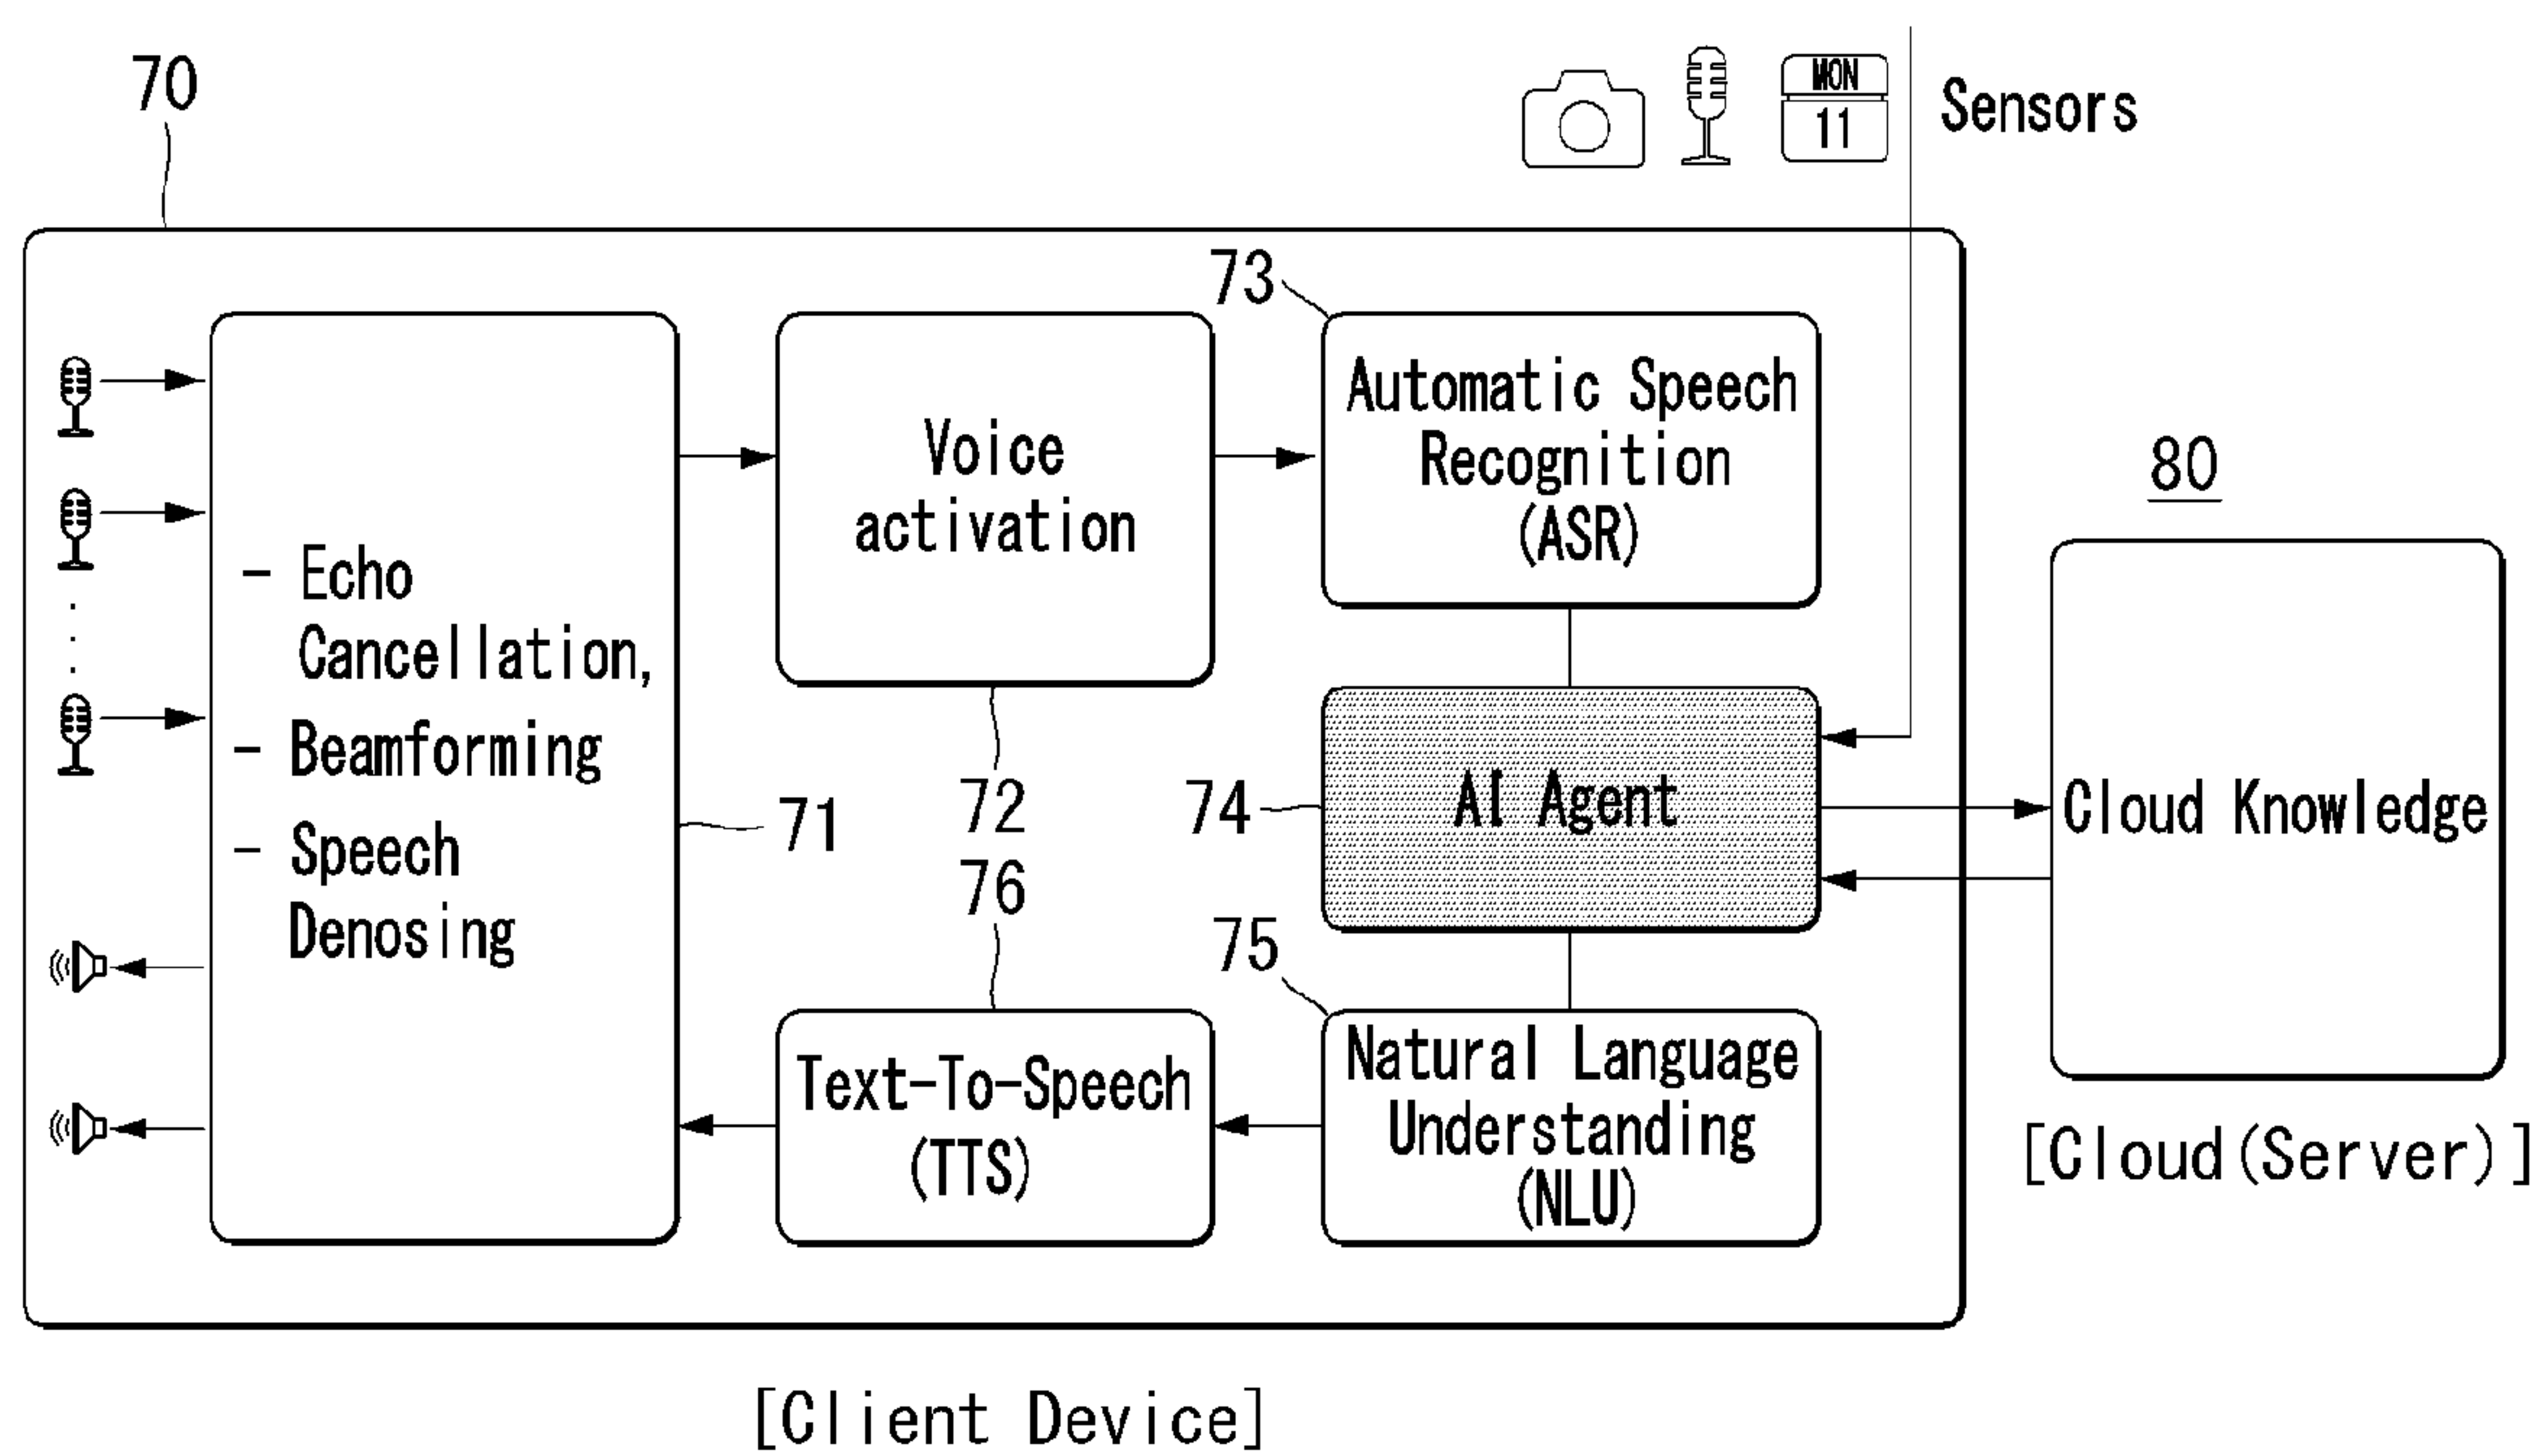 70
MON
11
Sensors
73
- Echo
Cancellation,
- Beamforming
- Speech
Denosing
71
Voice
activation
72
Automatic Speech
Recognition
(ASR)
74
AI Agent
80
Cloud Knowledge
[Cloud(Server)]
76
Text-To-Speech
(TTS)
75
Natural Language
Understanding
(NLU)
[Client Device]